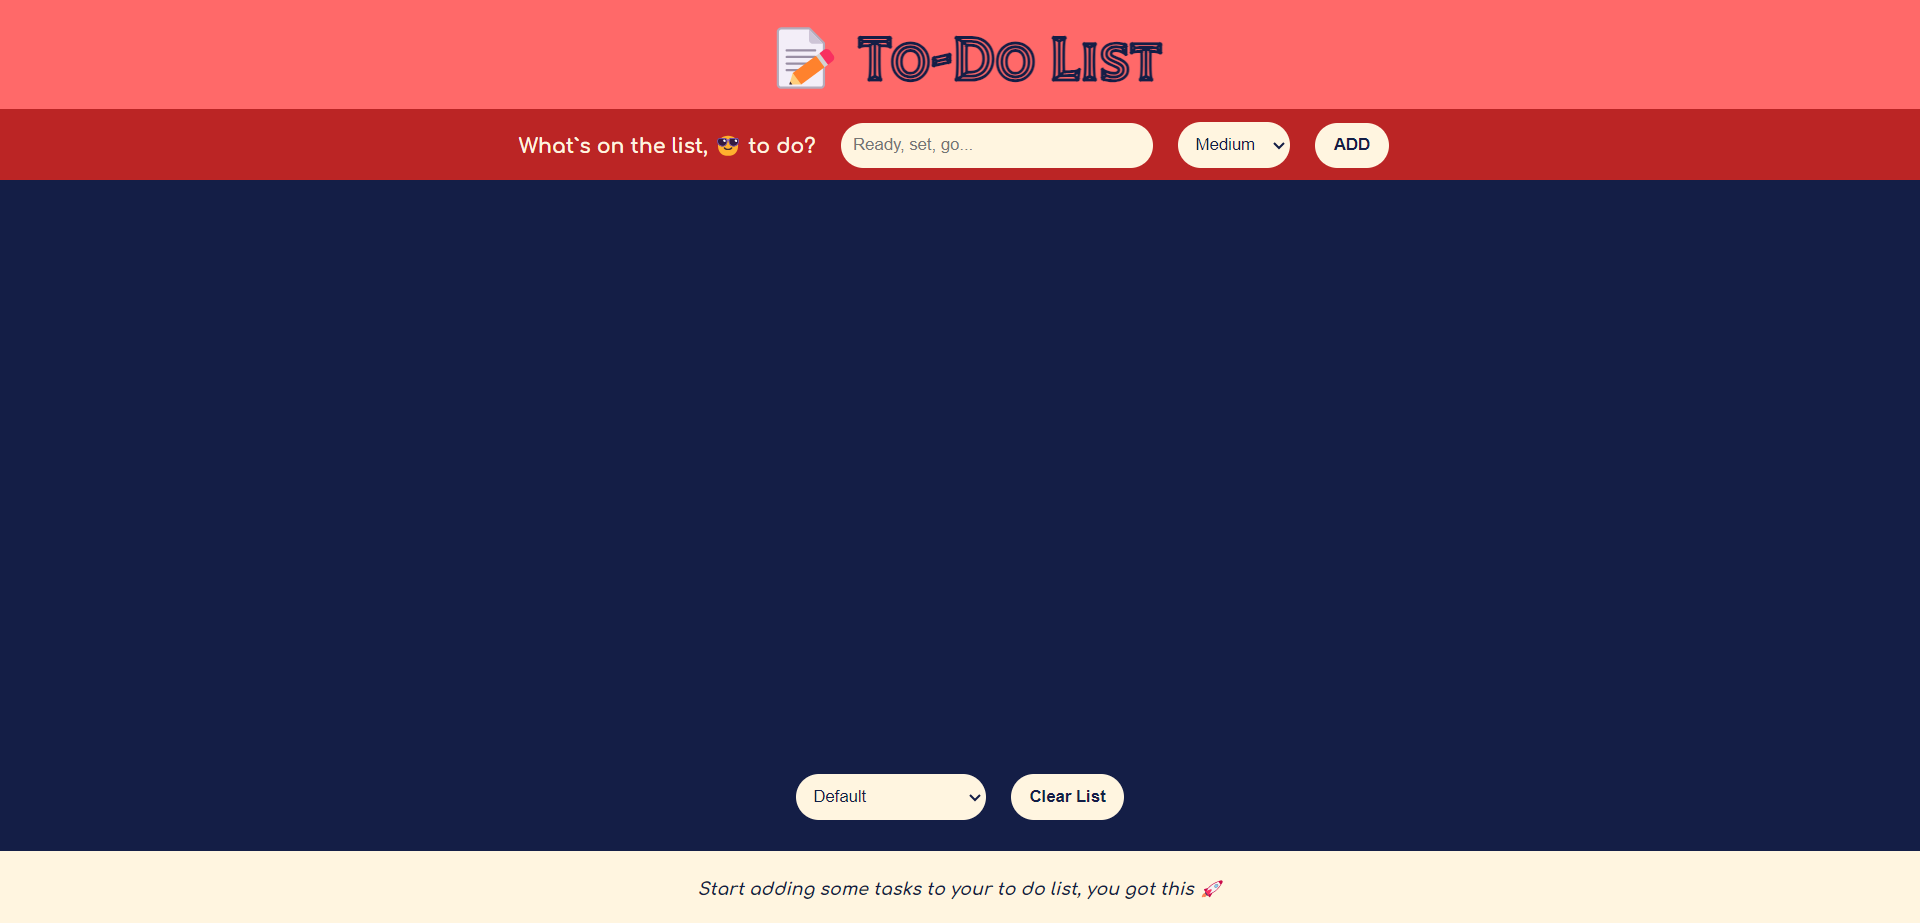 📝 To-Do List
What`s on the list, 😎 to do? Ready, set, go... Medium ADD
Default Clear List
Start adding some tasks to your to do list, you got this 🚀